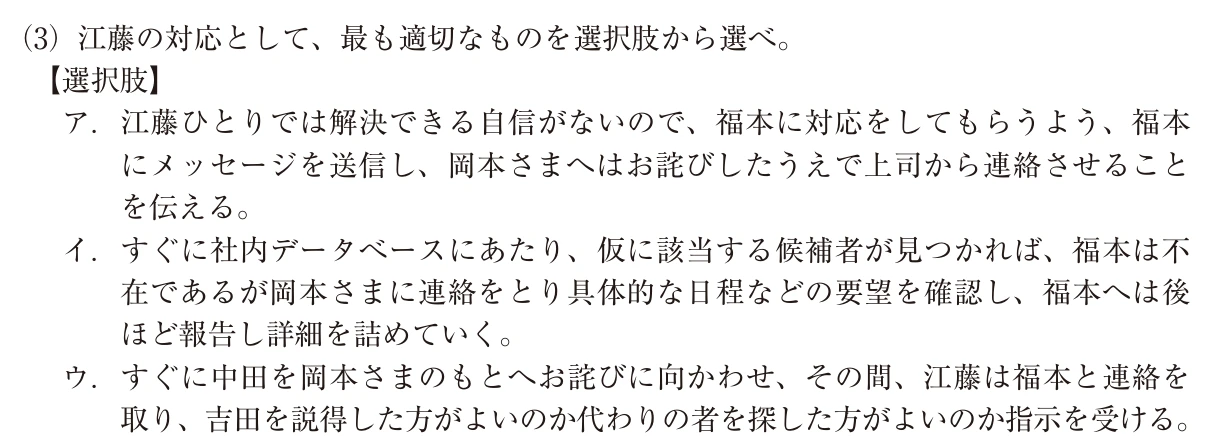 (3) 江藤の対応として、最も適切なものを選択肢から選べ。
【選択肢】
ア. 江藤ひとりでは解決できる自信がないので、福本に対応をしてもらうよう、福本
にメッセージを送信し、岡本さまへはお詫びしたうえで上司から連絡させること
を伝える。
イ. すぐに社内データベースにあたり、仮に該当する候補者が見つかれば、福本は不
在であるが岡本さまに連絡をとり具体的な日程などの要望を確認し、福本へは後
ほど報告し詳細を詰めていく。
ウ. すぐに中田を岡本さまのもとへお詫びに向かわせ、その間、江藤は福本と連絡を
取り、吉田を説得した方がよいのか代わりの者を探した方がよいのか指示を受ける。